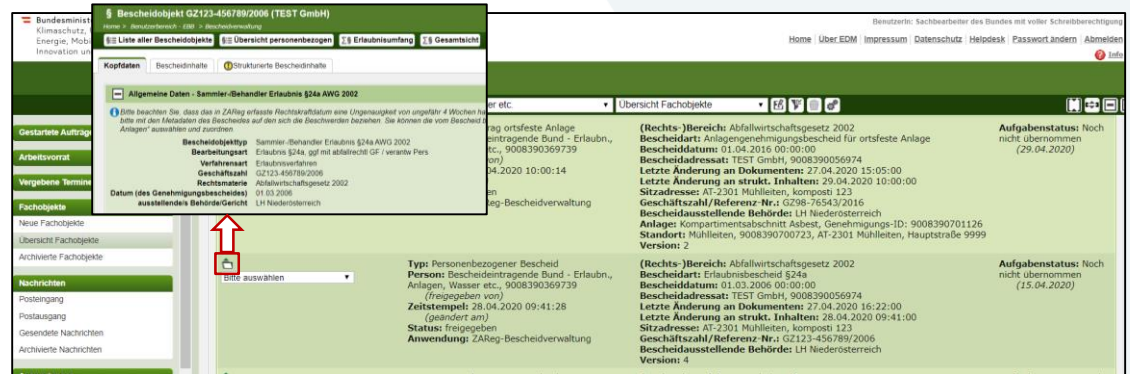 Bundesminist
Klimaschutz,
Energie, Mobi
Innovation un
BenutzerIn: Sachbearbeiter des Bundes mit voller Schreibberechtigung
Home Über EDM Impressum Datenschutz Helpdesk Passwort ändern Abmelden
Info
§ Bescheidobjekt GZ123-456789/2006 (TEST GmbH)
Home > Benutzerbereich - EBB > Bescheidverwaltung
Liste aller Bescheidobjekte Übersicht personenbezogen Erlaubnisumfang Gesamtsicht
Kopfdaten Bescheidinhalte Strukturierte Bescheidinhalte
Allgemeine Daten - Sammler-/Behandler Erlaubnis §24a AWG 2002
Bitte beachten Sie, dass das in ZAReg erfasste Rechtskraftdatum eine Ungenauigkeit von ungefähr 4 Wochen ha
bitte mit den Metadaten des Bescheides auf den sich die Beschwerden beziehen. Sie können die vom Bescheid b
Anlagen" auswählen und zuordnen.
Bescheidobjekttyp Sammler-/Behandler Erlaubnis §24a AWG 2002
Bearbeitungsart Erlaubnis §24a, ggf mit abfallrechtl GF / verantw Pers
Verfahrensart Erlaubnisverfahren
Geschäftszahl GZ123-456789/2006
Rechtsmaterie Abfallwirtschaftsgesetz 2002
Datum (des Genehmigungsbescheides) 01.03.2006
ausstellende/s Behörde/Gericht LH Niederösterreich
er etc. Übersicht Fachobjekte
Gestartete Aufträge
Arbeitsvorrat
Vergebene Termine
Fachobjekte
Neue Fachobjekte
Übersicht Fachobjekte
Archivierte Fachobjekte
Nachrichten
Posteingang
Postausgang
Gesendete Nachrichten
Archivierte Nachrichten
rag ortsfeste Anlage
eintragende Bund - Erlaubn.,
etc., 9008390369739
on)
04.2020 10:00:14
en
Reg-Bescheidverwaltung
(Rechts-)Bereich: Abfallwirtschaftsgesetz 2002
Bescheidart: Anlagengenehmigungsbescheid für ortsfeste Anlage
Bescheiddatum: 01.04.2016 00:00:00
Bescheidadressat: TEST GmbH, 9008390056974
Letzte Änderung an Dokumenten: 27.04.2020 15:05:00
Letzte Änderung an strukt. Inhalten: 29.04.2020 10:00:00
Sitzadresse: AT-2301 Mühlleiten, komposti 123
Geschäftszahl/Referenz-Nr.: GZ98-76543/2016
Bescheidausstellende Behörde: LH Niederösterreich
Anlage: Kompartimentsabschnitt Asbest, Genehmigungs-ID: 9008390701126
Standort: Mühlleiten, 9008390700723, AT-2301 Mühlleiten, Hauptstraße 9999
Version: 2
Aufgabenstatus: Noch
nicht übernommen
(29.04.2020)
Bitte auswählen
Typ: Personenbezogener Bescheid
Person: Bescheideintragende Bund - Erlaubn.,
Anlagen, Wasser etc., 9008390369739
(freigegeben von)
Zeitstempel: 28.04.2020 09:41:28
(geändert am)
Status: freigegeben
Anwendung: ZAReg-Bescheidverwaltung
(Rechts-)Bereich: Abfallwirtschaftsgesetz 2002
Bescheidart: Erlaubnisbescheid §24a
Bescheiddatum: 01.03.2006 00:00:00
Bescheidadressat: TEST GmbH, 9008390056974
Letzte Änderung an Dokumenten: 27.04.2020 16:22:00
Letzte Änderung an strukt. Inhalten: 28.04.2020 09:41:00
Sitzadresse: AT-2301 Mühlleiten, komposti 123
Geschäftszahl/Referenz-Nr.: GZ123-456789/2006
Bescheidausstellende Behörde: LH Niederösterreich
Version: 4
Aufgabenstatus: Noch
nicht übernommen
(15.04.2020)